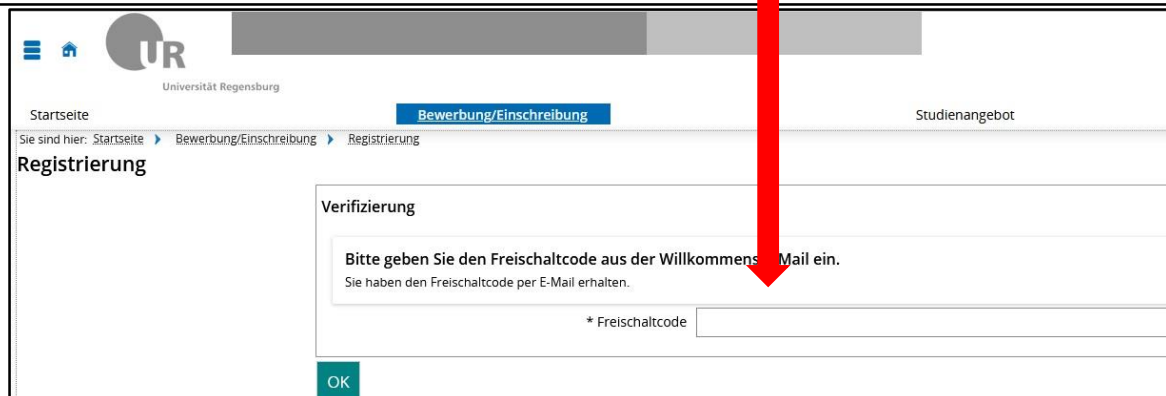 UR
Universität Regensburg
Startseite Bewerbung/Einschreibung Studienangebot
Sie sind hier: Startseite Bewerbung/Einschreibung Registrierung
Registrierung
Verifizierung
Bitte geben Sie den Freischaltcode aus der Willkommens Mail ein.
Sie haben den Freischaltcode per E-Mail erhalten.
* Freischaltcode
OK